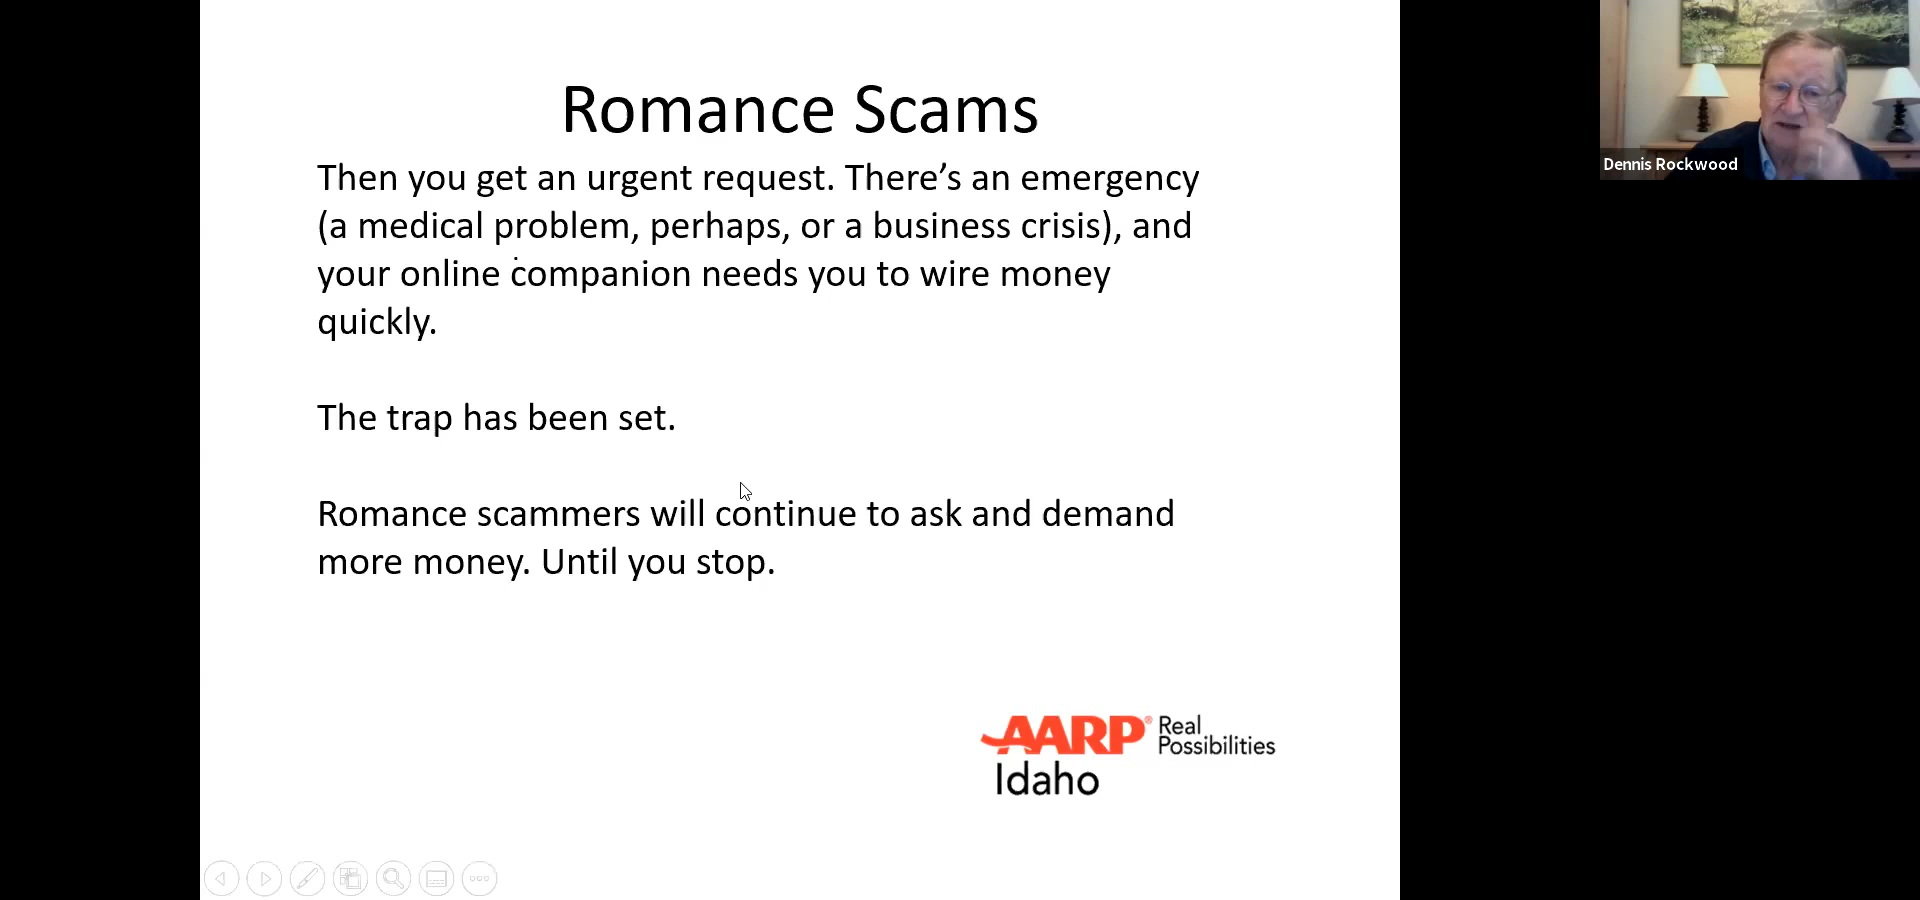 Romance Scams
Then you get an urgent request. There’s an emergency
(a medical problem, perhaps, or a business crisis), and
your online companion needs you to wire money
quickly.
The trap has been set.
Romance scammers will continue to ask and demand
more money. Until you stop.
AARP® Real
Possibilities
Idaho
Dennis Rockwood